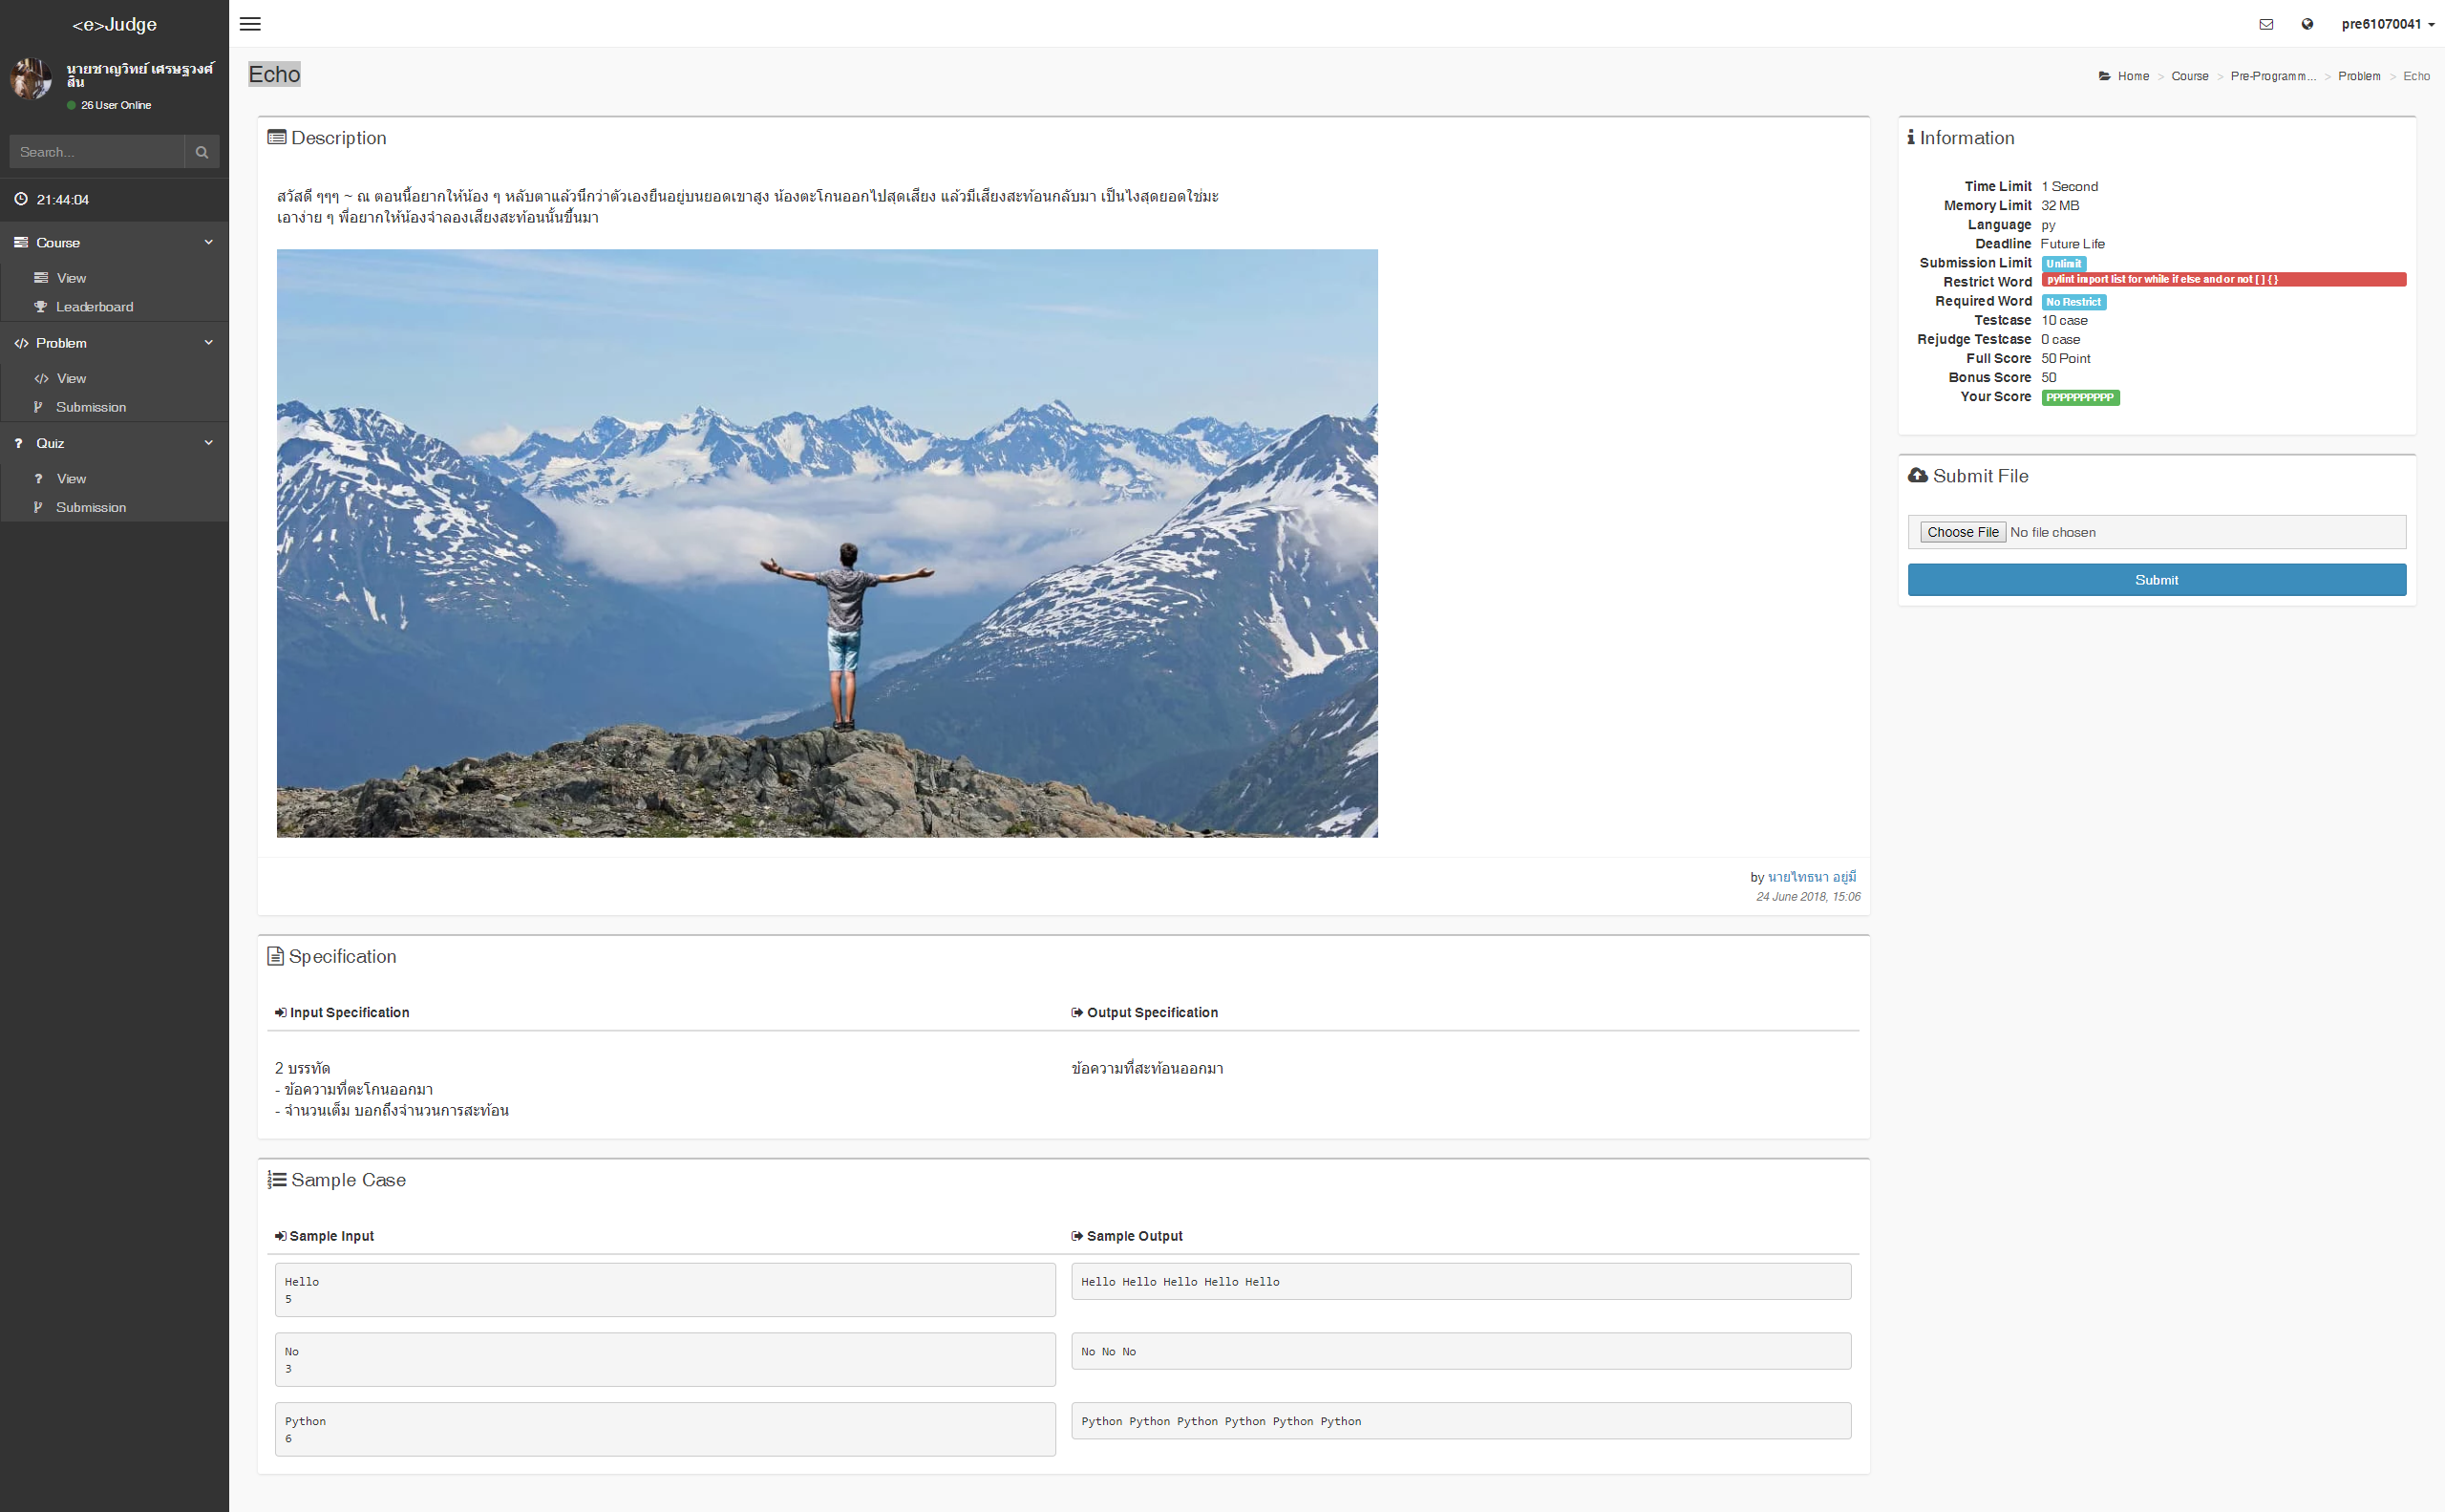 <e>Judge
pre61070041
นายชาญวิทย์ เศรษฐวงศ์
สิน
26 User Online
Search...
21:44:04
Course
View
Leaderboard
Problem
View
Submission
Quiz
View
Submission
Echo
Home > Course > Pre-Programm... > Problem > Echo
Description
สวัสดี ๆๆๆ ~ ณ ตอนนี้อยากให้น้อง ๆ หลับตาแล้วนึกว่าตัวเองยืนอยู่บนยอดเขาสูง น้องตะโกนออกไปสุดเสียง แล้วมีเสียงสะท้อนกลับมา เป็นไงสุดยอดใช่มะ
เอาง่าย ๆ พี่อยากให้น้องจำลองเสียงสะท้อนนั้นขึ้นมา
by นายไทธนา อยู่มี
24 June 2018, 15:06
Specification
Input Specification
2 บรรทัด
- ข้อความที่ตะโกนออกมา
- จำนวนเต็ม บอกถึงจำนวนการสะท้อน
Output Specification
ข้อความที่สะท้อนออกมา
Sample Case
Sample Input
Sample Output
Hello
5
Hello Hello Hello Hello Hello
No
3
No No No
Python
6
Python Python Python Python Python Python
Information
Time Limit 1 Second
Memory Limit 32 MB
Language py
Deadline Future Life
Submission Limit Unlimit
Restrict Word pylint import list for while if else and or not [ ] { }
Required Word No Restrict
Testcase 10 case
Rejudge Testcase 0 case
Full Score 50 Point
Bonus Score 50
Your Score PPPPPPPPPP
Submit File
Choose File No file chosen
Submit